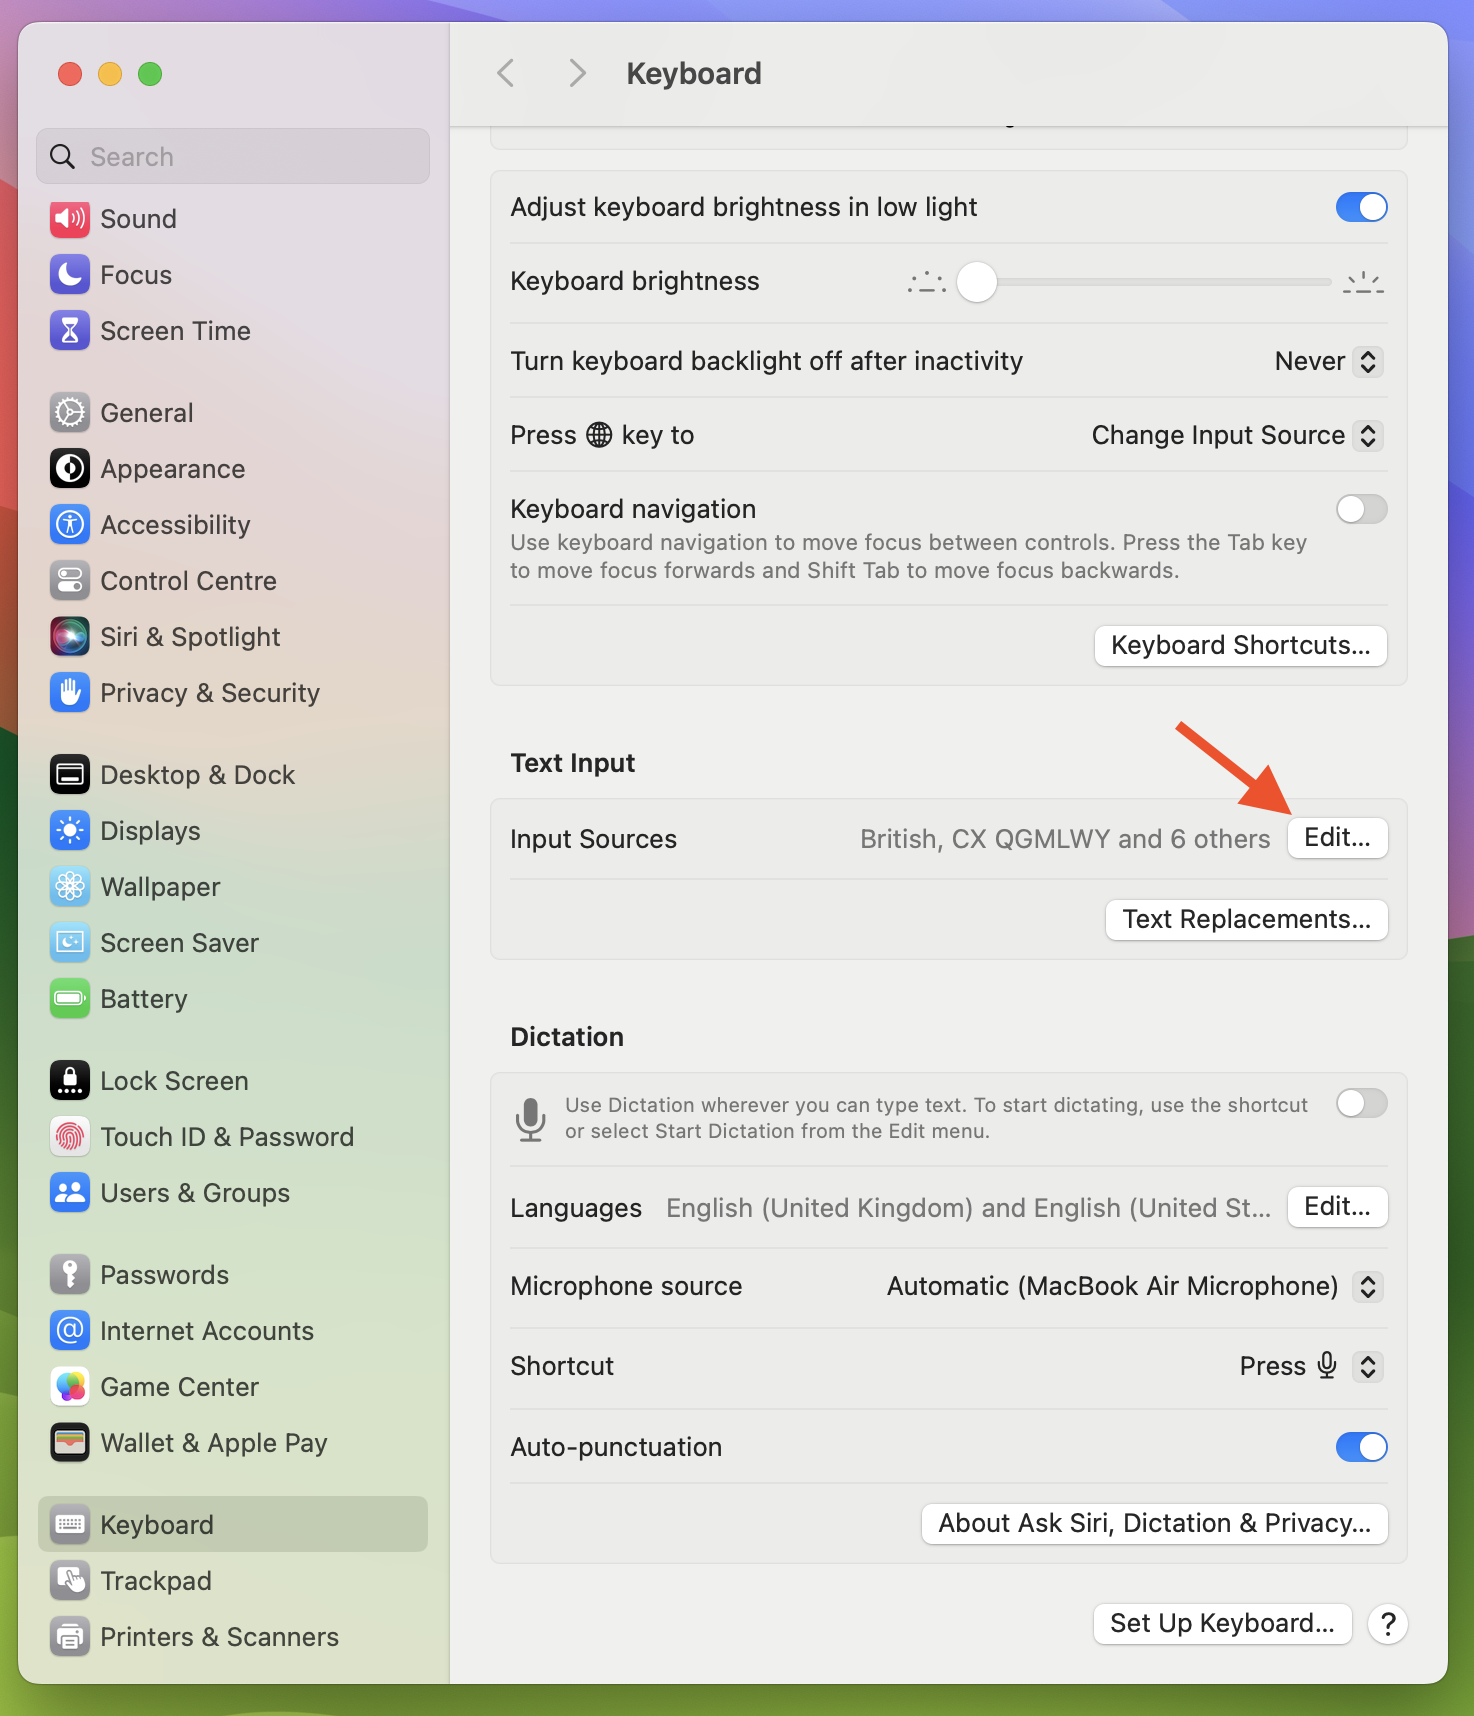 Keyboard
Search
Sound
Focus
Screen Time
General
Appearance
Accessibility
Control Centre
Siri & Spotlight
Privacy & Security
Desktop & Dock
Displays
Wallpaper
Screen Saver
Battery
Lock Screen
Touch ID & Password
Users & Groups
Passwords
Internet Accounts
Game Center
Wallet & Apple Pay
Keyboard
Trackpad
Printers & Scanners
Adjust keyboard brightness in low light
Keyboard brightness
Turn keyboard backlight off after inactivity Never
Press key to Change Input Source
Keyboard navigation
Use keyboard navigation to move focus between controls. Press the Tab key
to move focus forwards and Shift Tab to move focus backwards.
Keyboard Shortcuts...
Text Input
Input Sources British, CX QGMLWY and 6 others Edit...
Text Replacements...
Dictation
Use Dictation wherever you can type text. To start dictating, use the shortcut
or select Start Dictation from the Edit menu.
Languages English (United Kingdom) and English (United St... Edit...
Microphone source Automatic (MacBook Air Microphone)
Shortcut Press
Auto-punctuation
About Ask Siri, Dictation & Privacy...
Set Up Keyboard... ?